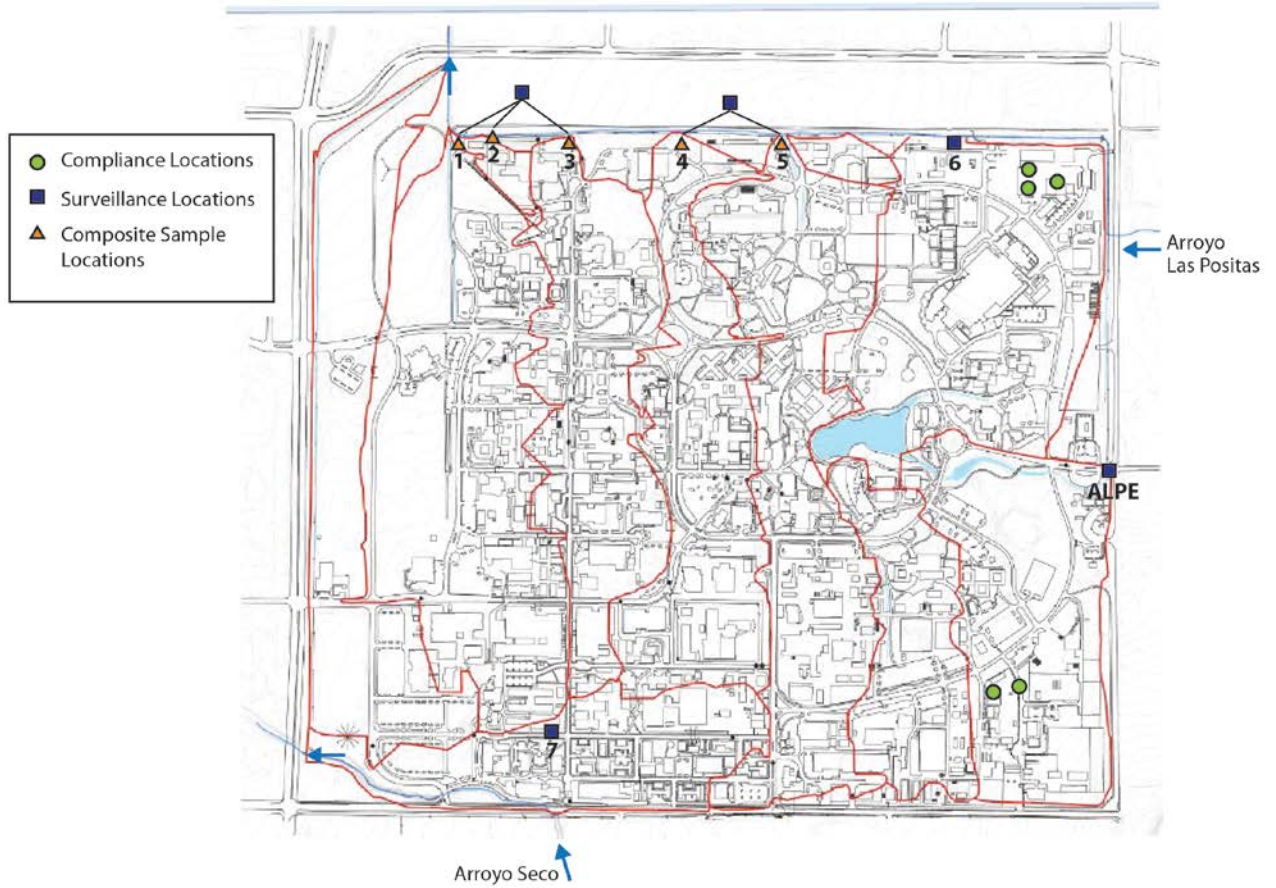 Compliance Locations
Surveillance Locations
Composite Sample
Locations
1
2
3
4
5
6
Arroyo
Las Positas
ALPE
7
Arroyo Seco